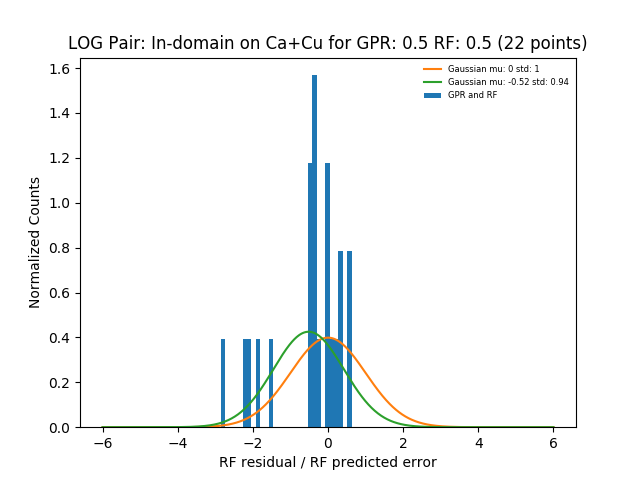 LOG Pair: In-domain on Ca+Cu for GPR: 0.5 RF: 0.5 (22 points)
Gaussian mu: 0 std: 1
Gaussian mu: -0.52 std: 0.94
GPR and RF
Normalized Counts
1.6
1.4
1.2
1.0
0.8
0.6
0.4
0.2
0.0
−6 −4 −2 0 2 4 6
RF residual / RF predicted error